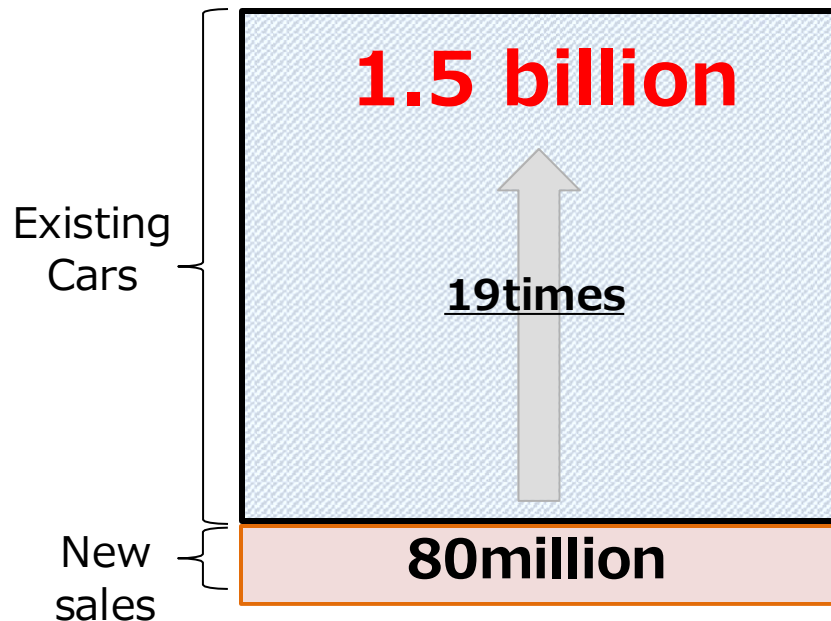 1.5 billion
Existing
Cars
19times
New
sales
80million